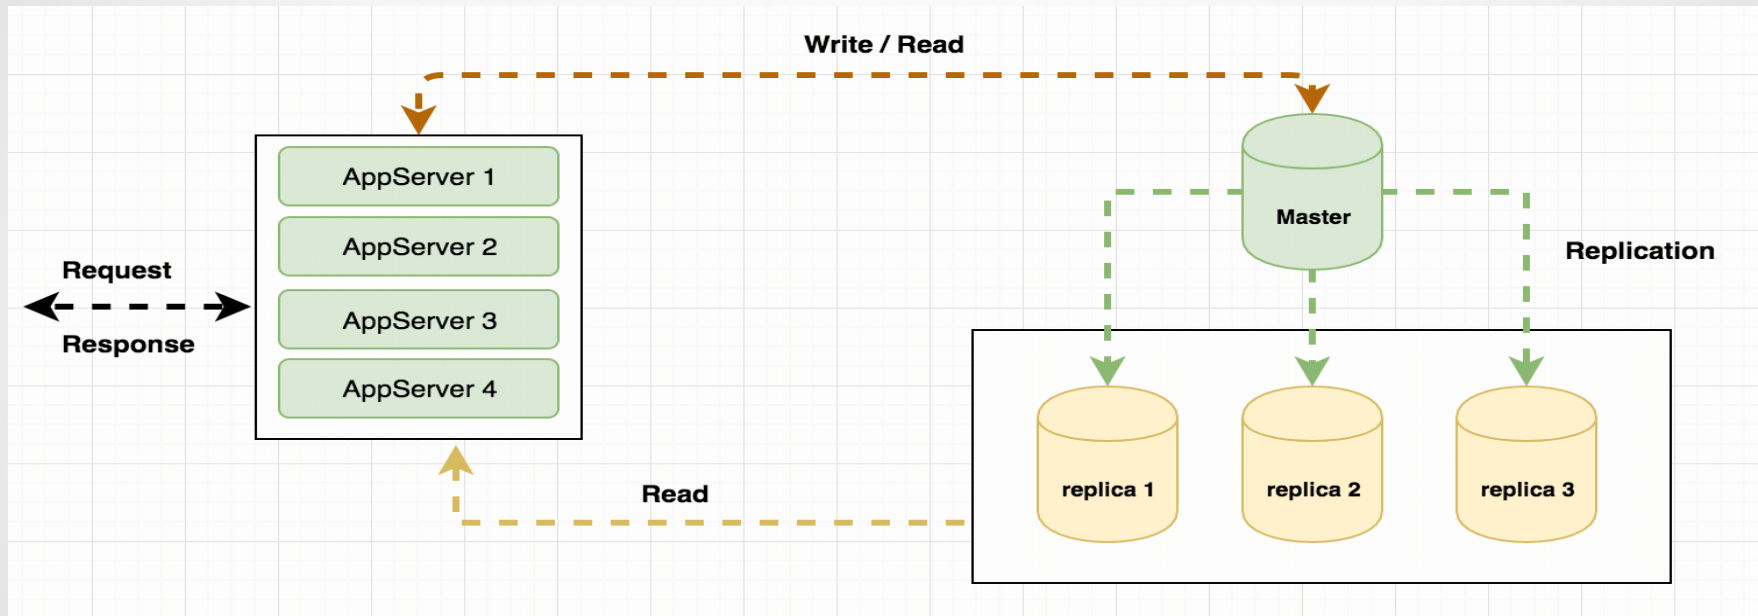 Write / Read
AppServer 1
AppServer 2
AppServer 3
AppServer 4
Request
Response
Master
Replication
replica 1
replica 2
replica 3
Read